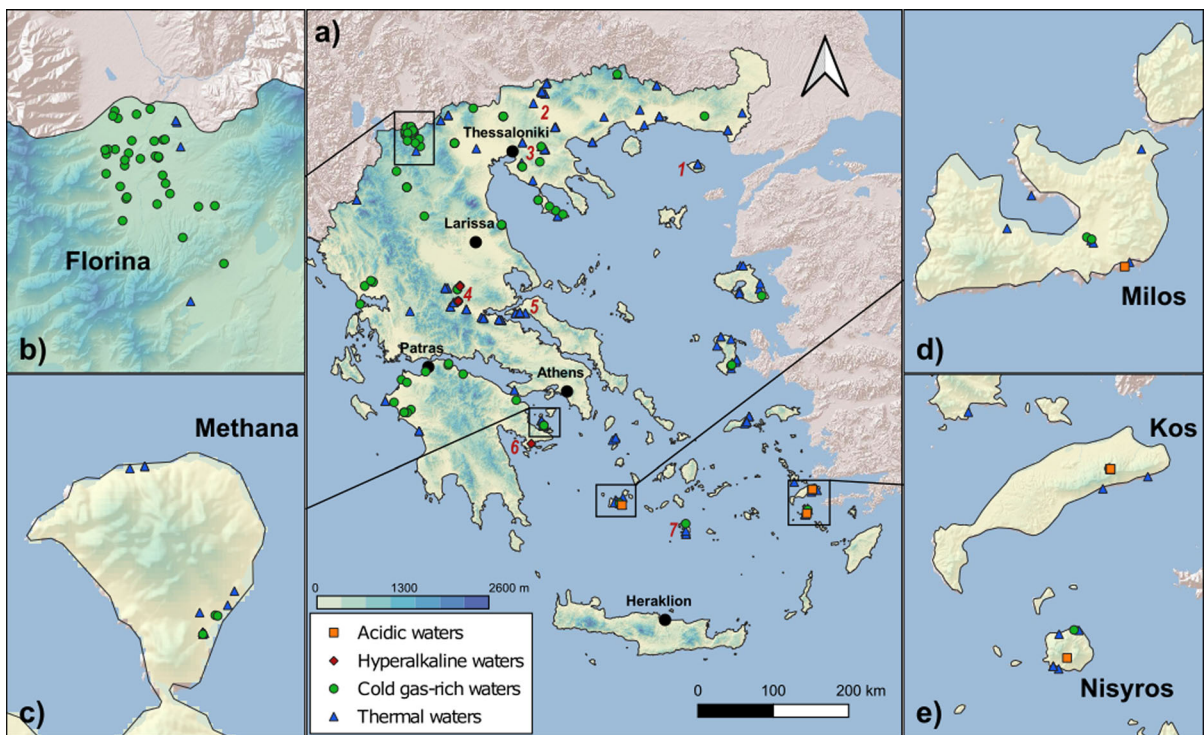 b)
Florina
c)
Methana
a)
2
Thessaloniki
3
1
Larissa
4
5
Patras
Athens
6
7
Heraklion
0 1300 2600 m
Acidic waters
Hyperalkaline waters
Cold gas-rich waters
Thermal waters
0 100 200 km
d)
Milos
e)
Kos
Nisyros